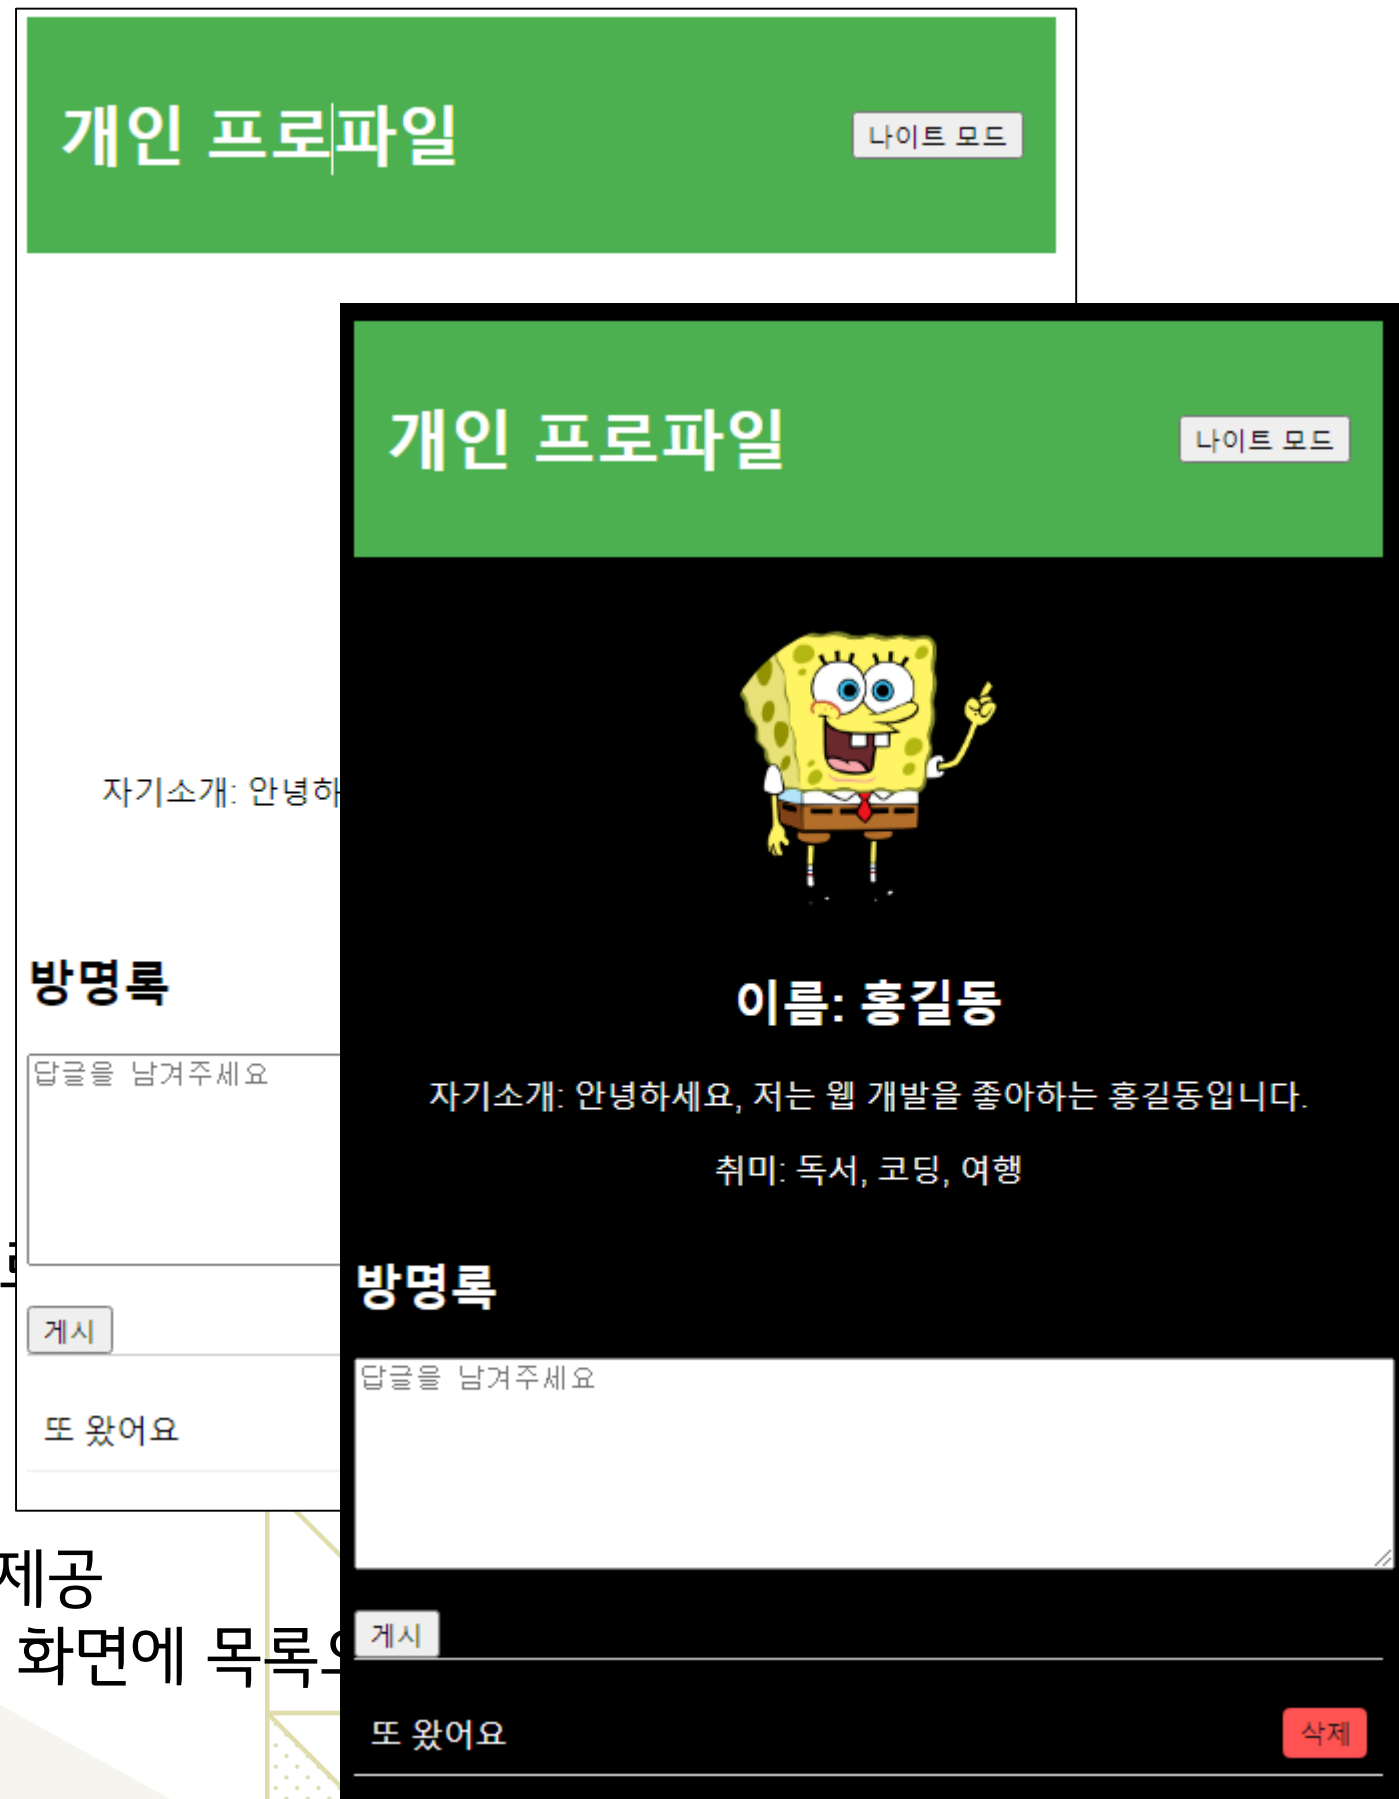 개인 프로파일
나이트 모드
자기소개: 안녕하
방명록
답글을 남겨주세요
게시
또 왔어요
제공
화면에 목록
개인 프로파일
나이트 모드
이름: 홍길동
자기소개: 안녕하세요, 저는 웹 개발을 좋아하는 홍길동입니다.
취미: 독서, 코딩, 여행
방명록
답글을 남겨주세요
게시
또 왔어요
삭제